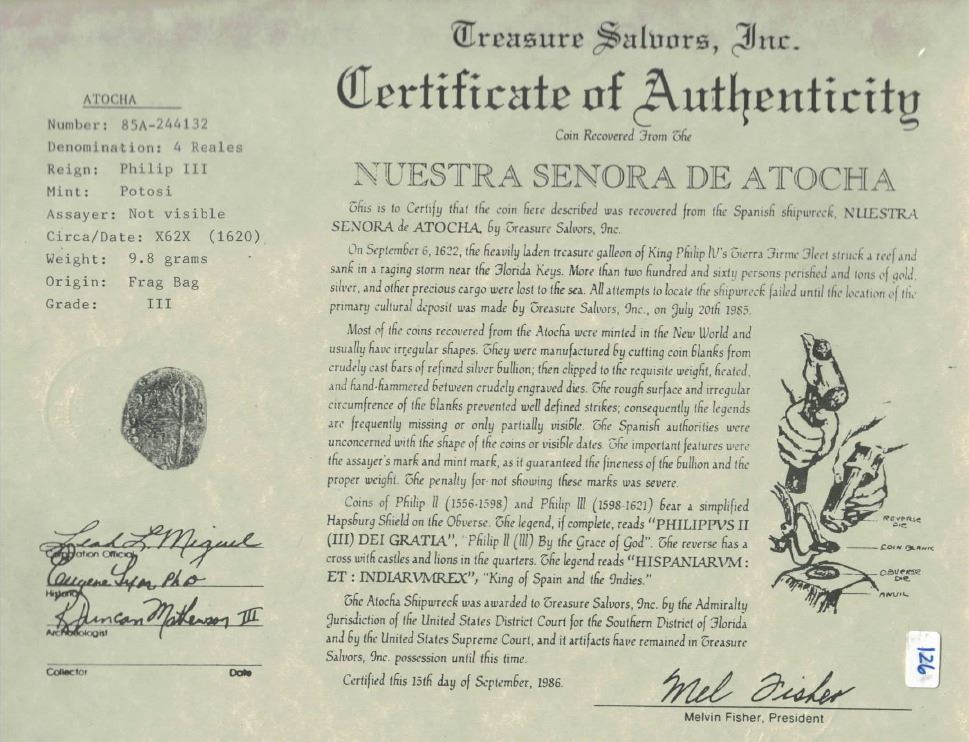 Treasure Salvors, Inc.
Certificate of Authenticity
Coin Recovered From The
NUESTRA SENORA DE ATOCHA
ATOCHA
Number: 85A-244132
Denomination: 4 Reales
Reign: Philip III
Mint: Potosi
Assayer: Not visible
Circa/Date: X62X (1620)
Weight: 9.8 grams
Origin: Frag Bag
Grade: III
This is to Certify that the coin here described was recovered from the Spanish shipwreck, NUESTRA
SENORA de ATOCHA, by Treasure Salvors, Inc.
On September 6, 1622, the heavily laden treasure galleon of King Philip IV's Tierra Firme Fleet struck a reef and
sank in a raging storm near the Florida Keys. More than two hundred and sixty persons perished and tons of gold,
silver, and other precious cargo were lost to the sea. All attempts to locate the shipwreck failed until the location of the
primary cultural deposit was made by Treasure Salvors, Inc., on July 20th 1985.
Most of the coins recovered from the Atocha were minted in the New World and
usually have irregular shapes. They were manufactured by cutting coin blanks from
crudely cast bars of refined silver bullion; then clipped to the requisite weight, heated,
and hand-hammered between crudely engraved dies. The rough surface and irregular
circumfrence of the blanks prevented well defined strikes; consequently the legends
are frequently missing or only partially visible. The Spanish authorities were
unconcerned with the shape of the coins or visible dates. The important features were
the assayer's mark and mint mark, as it guaranteed the fineness of the bullion and the
proper weight. The penalty for not showing these marks was severe.
Coins of Philip II (1556-1598) and Philip III (1598-1621) bear a simplified
Hapsburg Shield on the Obverse. The legend, if complete, reads "PHILIPPVS II
(III) DEI GRATIA", "Philip II (III) By the Grace of God". The reverse has a
cross with castles and lions in the quarters. The legend reads "HISPANIARVM :
ET : INDIARVMREX", "King of Spain and the Indies."
The Atocha Shipwreck was awarded to Treasure Salvors, Inc. by the Admiralty
Jurisdiction of the United States District Court for the Southern District of Florida
and by the United States Supreme Court, and it artifacts have remained in Treasure
Salvors, Inc. possession until this time.
Certified this 15th day of September, 1986.
REVERSE
DIE
COIN BLANK
OBVERSE
DIE
ANVIL
Leah L Miguel
Corporation Official
Eugene Lyon, Ph D
Historian
R Duncan Mathewson III
Archaeologist
Collector Date
Mel Fisher
Melvin Fisher, President
126